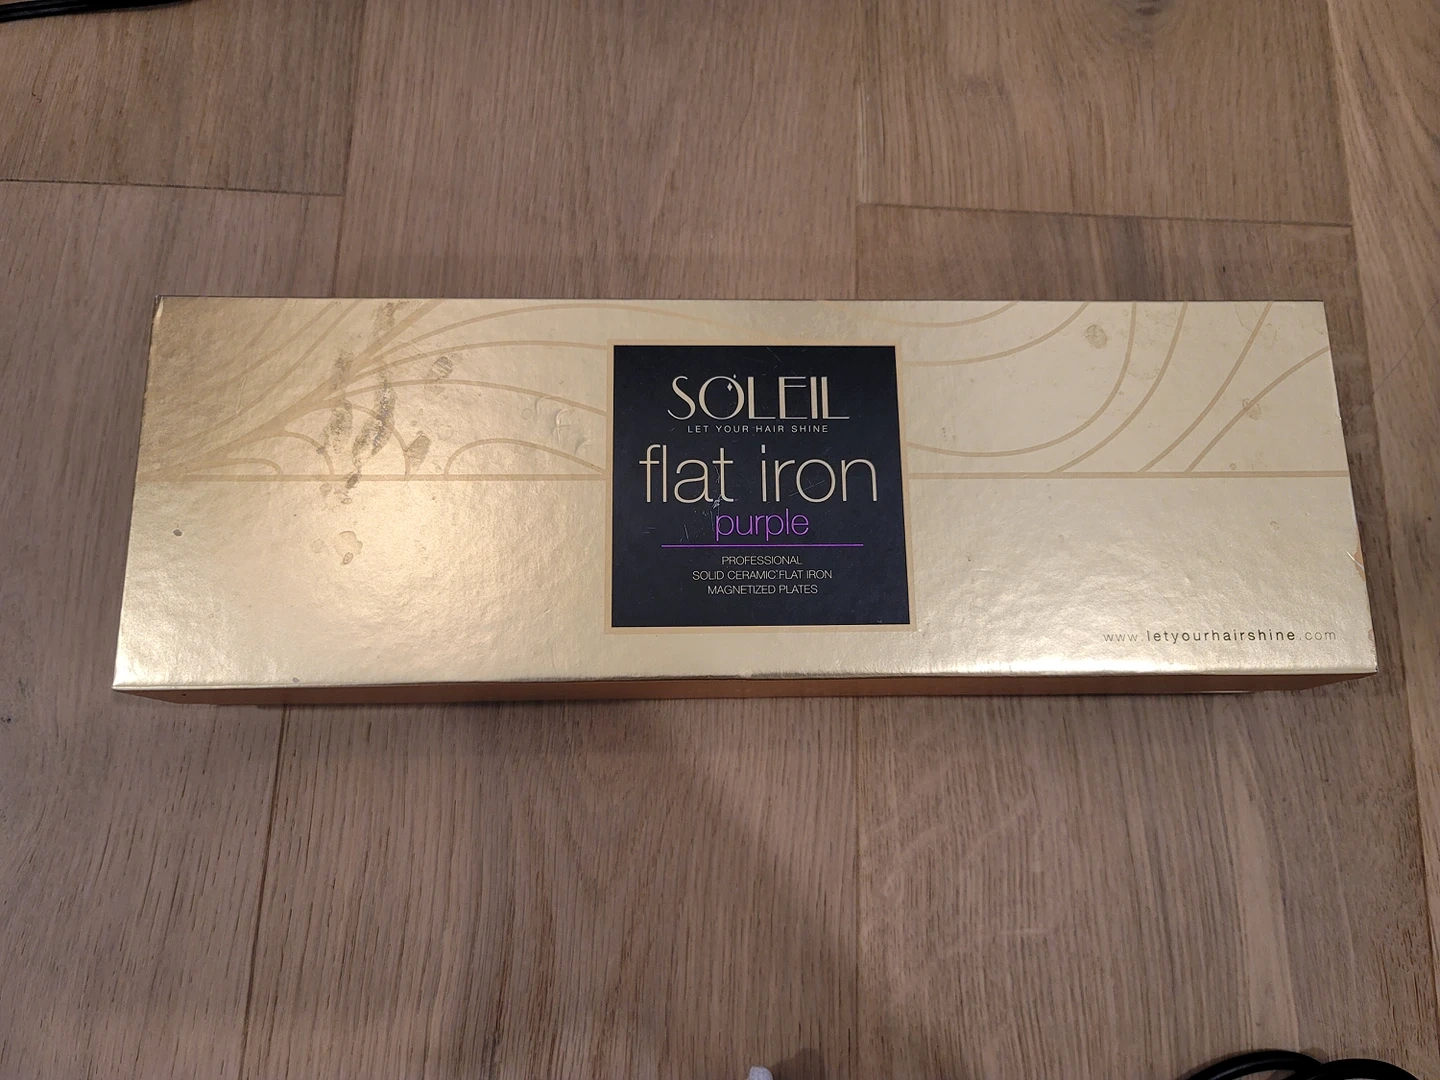 SOLEIL
LET YOUR HAIR SHINE
flat iron
purple
PROFESSIONAL
SOLID CERAMIC FLAT IRON
MAGNETIZED PLATES
www.letyourhairshine.com